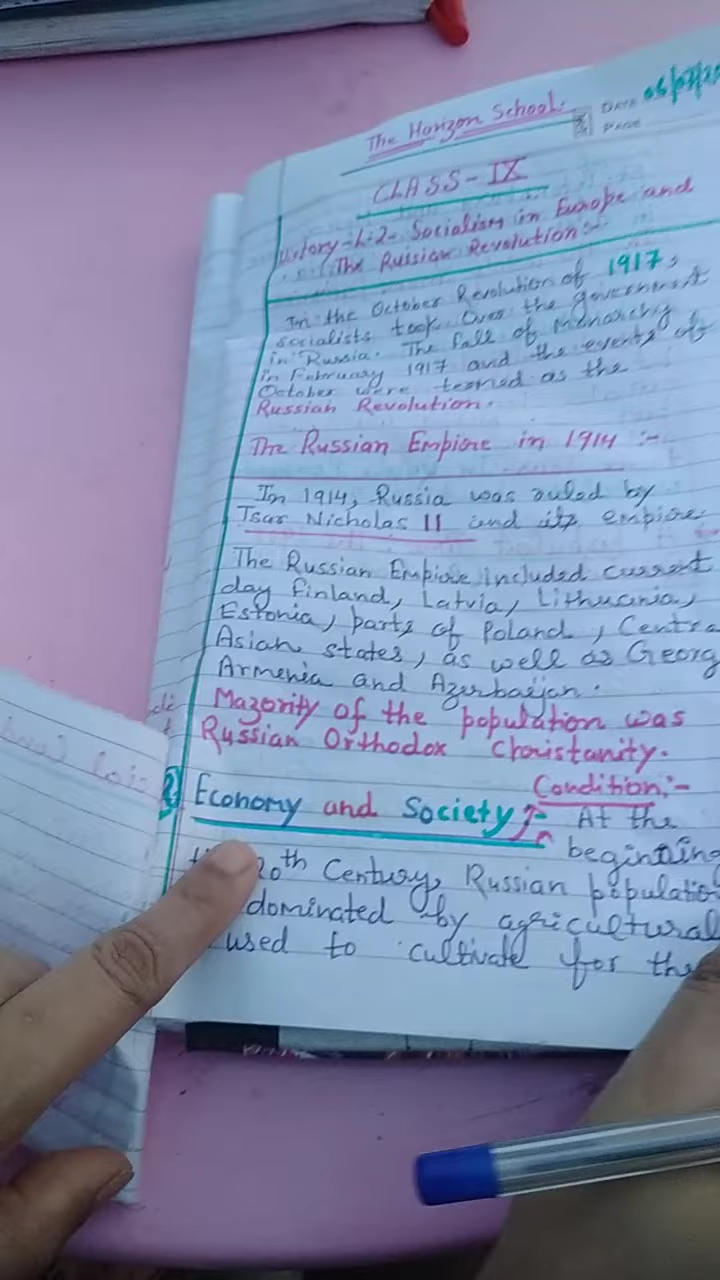 The Horizon School.
DATE
PAGE
CLASS-IX
History-L-2- Socialism in Europe and
The Russian Revolution:-
In the October Revolution of 1917,
socialists took over the government
in Russia. The fall of Monarchy
in February 1917 and the events of
October were termed as the
Russian Revolution.
The Russian Empire in 1914 :-
In 1914, Russia was ruled by
Tsar Nicholas II and its empire.
The Russian Empire included current
day Finland, Latvia, Lithuania,
Estonia, parts of Poland, Centra
Asian states, as well as Georg
Armenia and Azerbaijan.
Mazority of the population was
Russian Orthodox Christanity.
Condition:-
Economy and Society :- At the
beginning
20th Century, Russian populatio
dominated by agricultural
used to cultivate for the